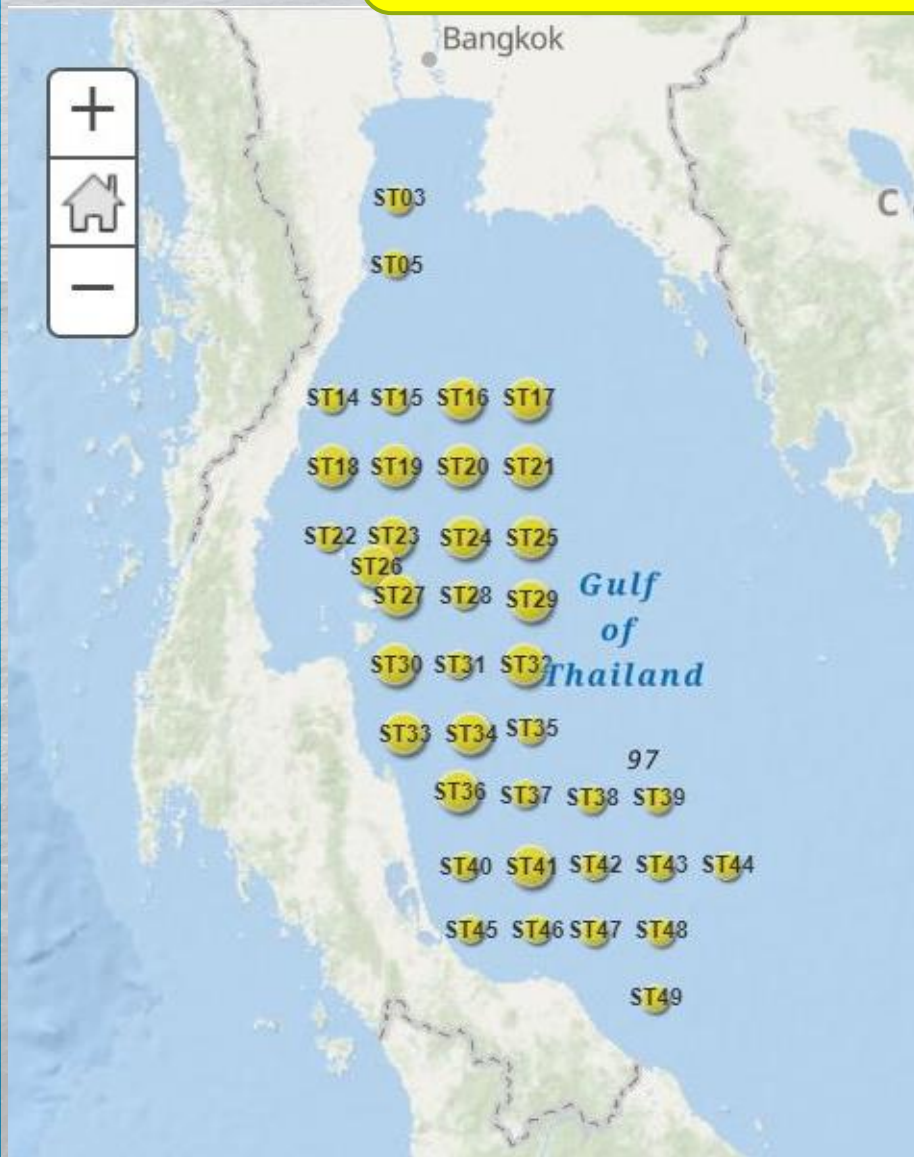 Bangkok
+
−
C
ST03
ST05
ST14 ST15 ST16 ST17
ST18 ST19 ST20 ST21
ST22 ST23 ST24 ST25
ST26
ST27 ST28 ST29
Gulf
of
Thailand
ST30 ST31 ST32
ST33 ST34 ST35
97
ST36 ST37 ST38 ST39
ST40 ST41 ST42 ST43 ST44
ST45 ST46 ST47 ST48
ST49